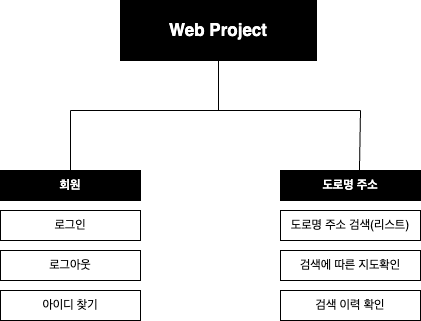 Web Project
회원
로그인
로그아웃
아이디 찾기
도로명 주소
도로명 주소 검색(리스트)
검색에 따른 지도확인
검색 이력 확인